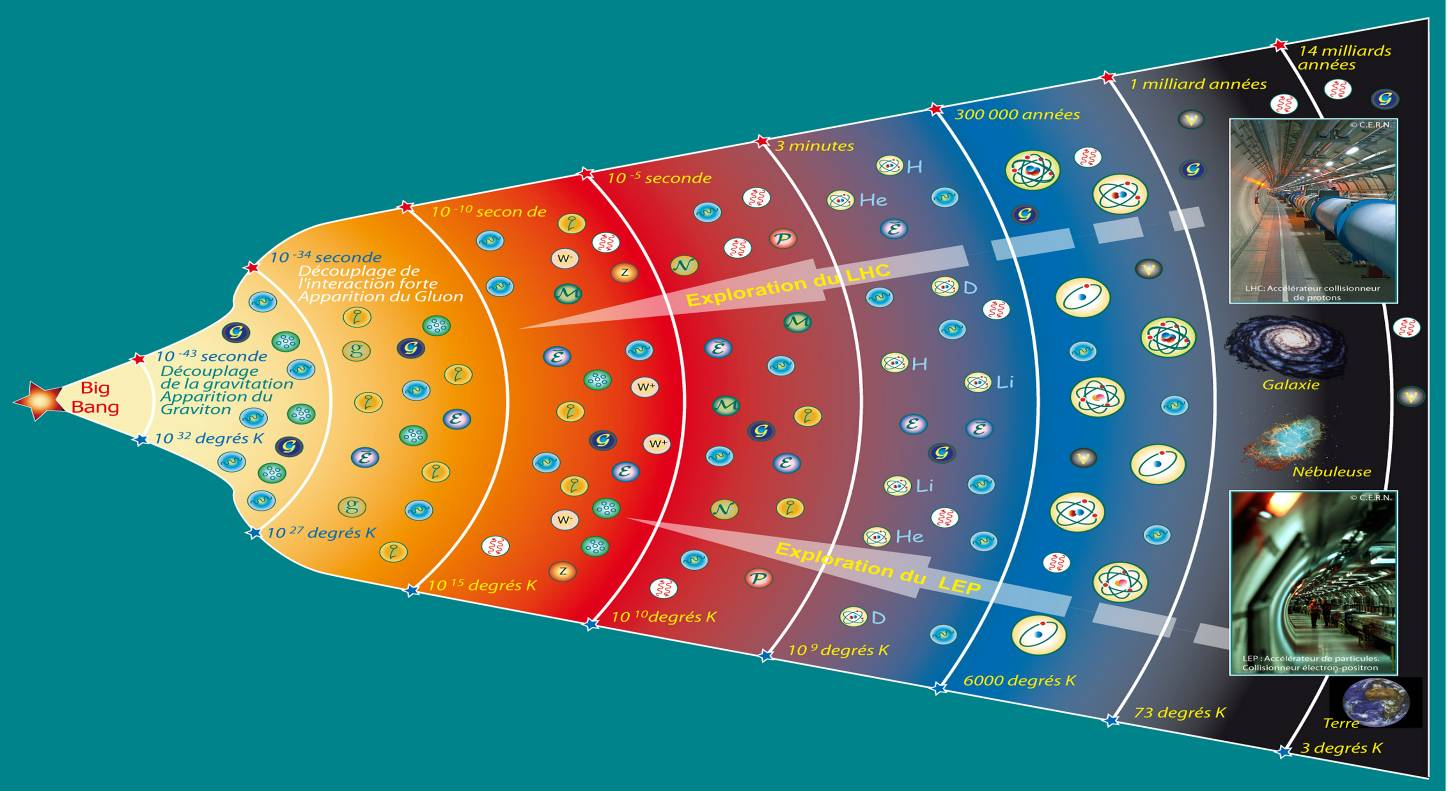 Big
Bang
10 -43 seconde
Découplage
de la gravitation
Apparition du
Graviton
10 32 degrés K
10 -34 seconde
Découplage de
l'interaction forte
Apparition du Gluon
10 27 degrés K
10 -10 secon de
10 15 degrés K
10 -5 seconde
10 10 degrés K
3 minutes
10 9 degrés K
300 000 années
6000 degrés K
1 milliard années
73 degrés K
14 milliards
années
3 degrés K
Exploration du LHC
Exploration du LEP
G
G
g
G
E
E
g
W-
Z
M
E
W+
G
W+
E
W-
Z
P
N
M
E
M
G
E
N
P
H
He
E
D
H
Li
E
E
G
Li
He
D
G
G
G
© C.E.R.N.
LHC: Accélérateur collisionneur
de protons
Galaxie
Nébuleuse
© C.E.R.N.
LEP : Accélérateur de particules.
Collisionneur électron-positron
Terre